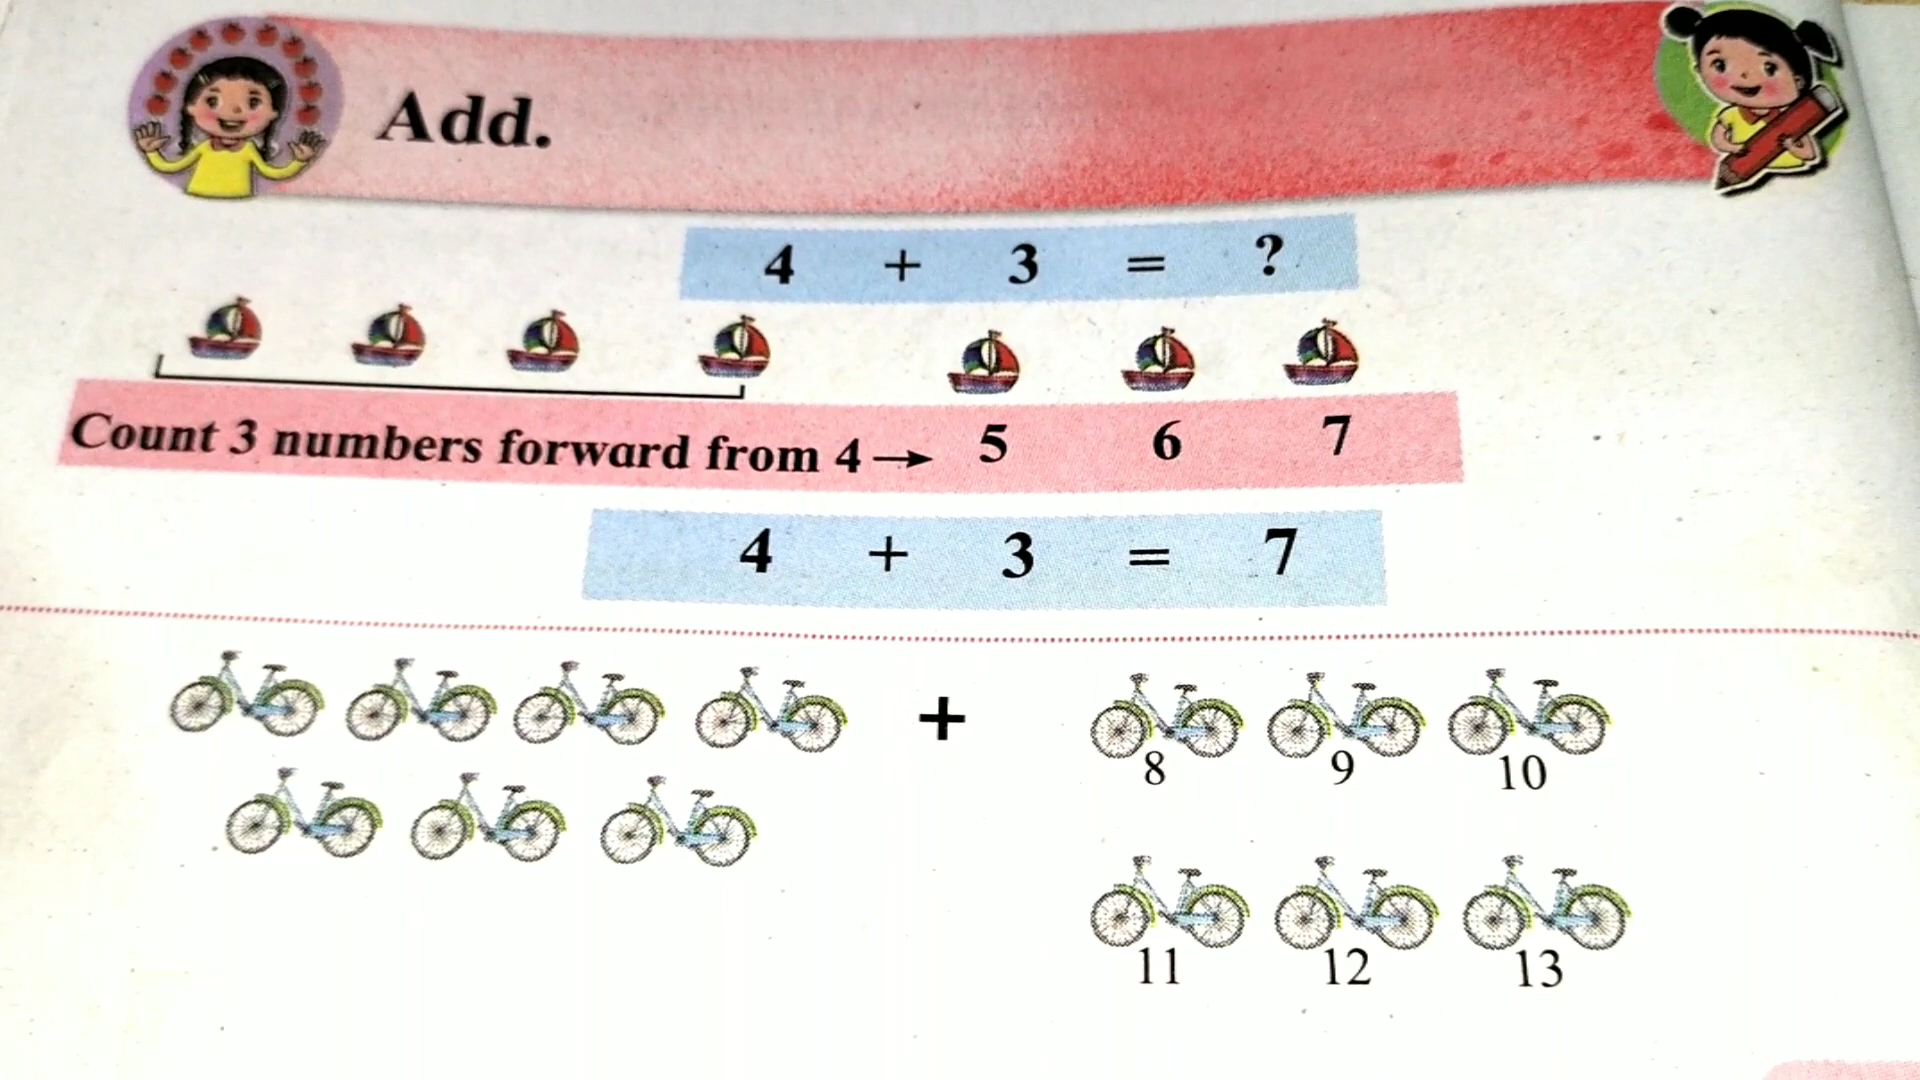 Add.
4 + 3 = ?
Count 3 numbers forward from 4 → 5 6 7
4 + 3 = 7
+
8 9 10
11 12 13